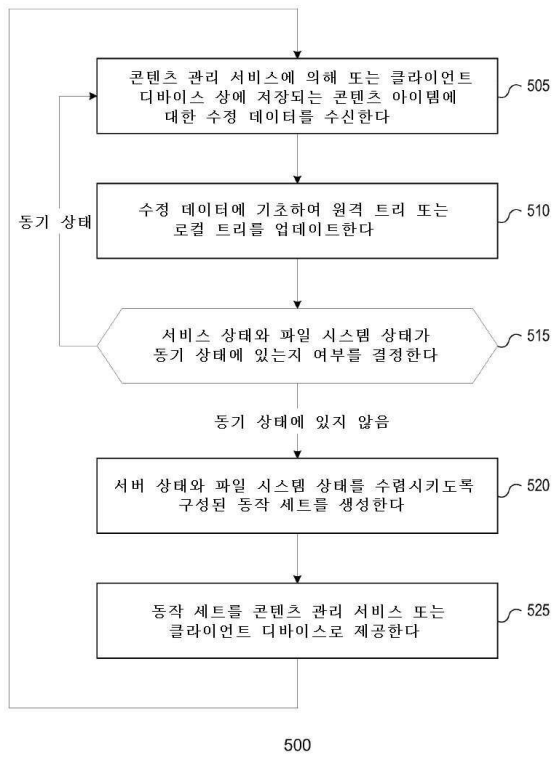 콘텐츠 관리 서비스에 의해 또는 클라이언트
디바이스 상에 저장되는 콘텐츠 아이템에
대한 수정 데이터를 수신한다
505
동기 상태
수정 데이터에 기초하여 원격 트리 또는
로컬 트리를 업데이트한다
510
서비스 상태와 파일 시스템 상태가
동기 상태에 있는지 여부를 결정한다
515
동기 상태에 있지 않음
서버 상태와 파일 시스템 상태를 수렴시키도록
구성된 동작 세트를 생성한다
520
동작 세트를 콘텐츠 관리 서비스 또는
클라이언트 디바이스로 제공한다
525
500